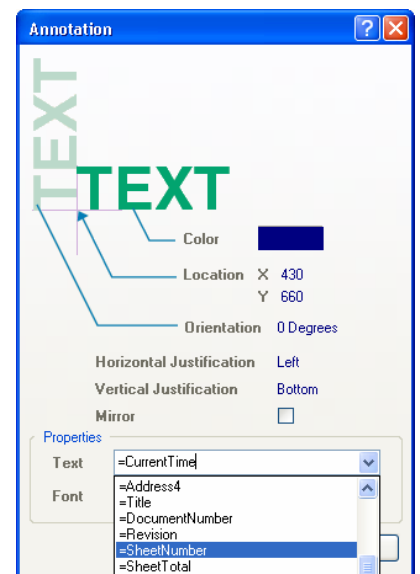 Annotation
TEXT
TEXT
Color
Location X 430
Y 660
Orientation 0 Degrees
Horizontal Justification Left
Vertical Justification Bottom
Mirror
Properties
Text =CurrentTime
Font
=Address4
=Title
=DocumentNumber
=Revision
=SheetNumber
=SheetTotal